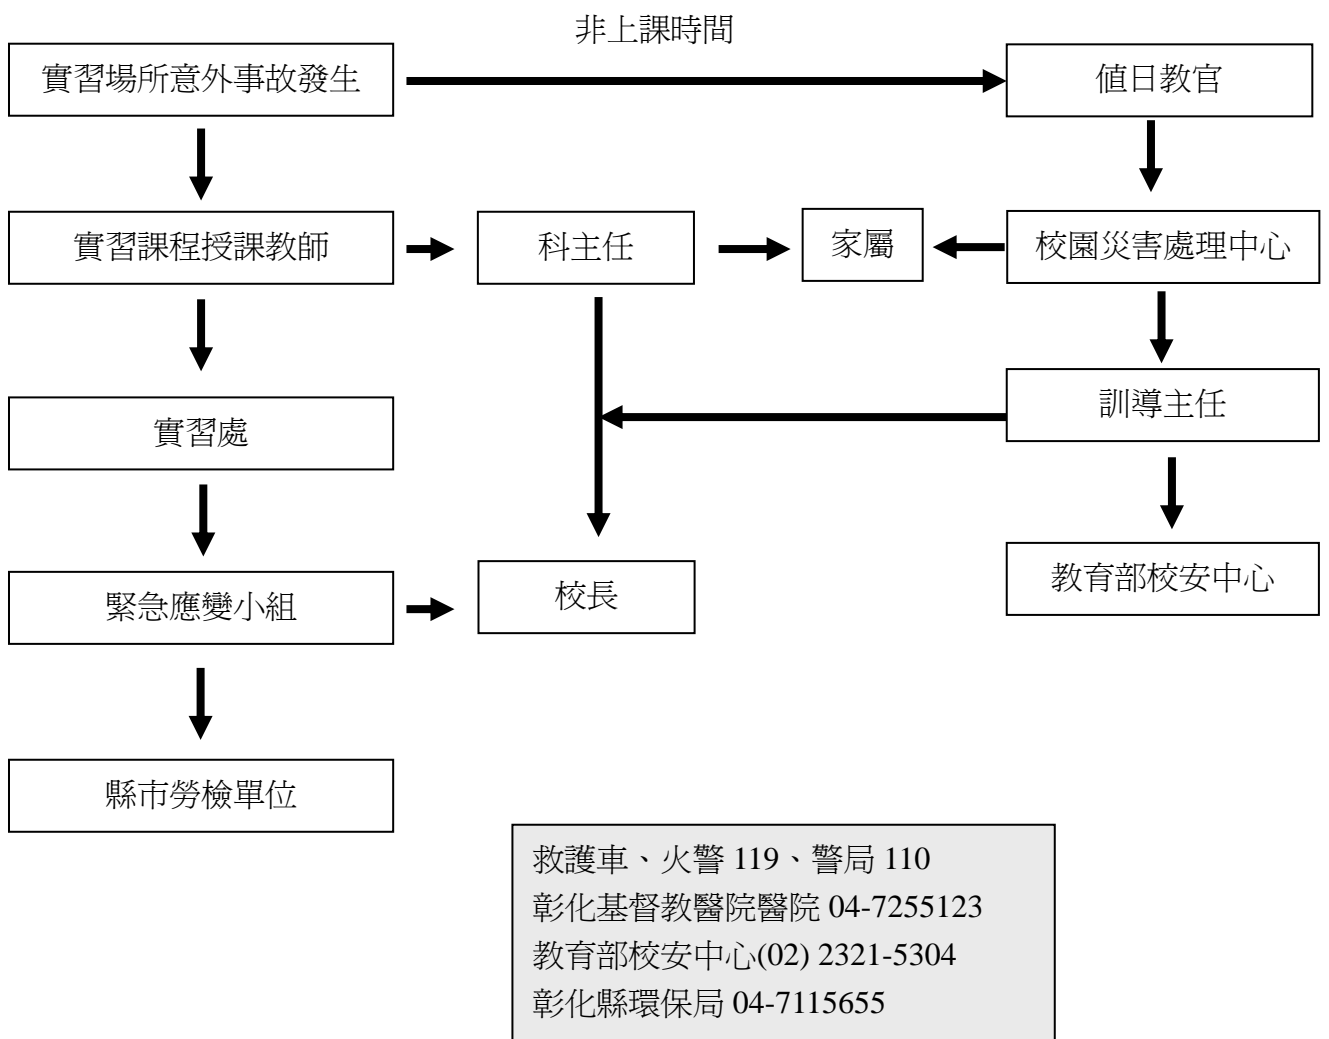 非上課時間
實習場所意外事故發生
值日教官
實習課程授課教師
科主任
家屬
校園災害處理中心
訓導主任
實習處
教育部校安中心
緊急應變小組
校長
縣市勞檢單位
救護車、火警 119、警局 110
彰化基督教醫院醫院 04-7255123
教育部校安中心(02) 2321-5304
彰化縣環保局 04-7115655